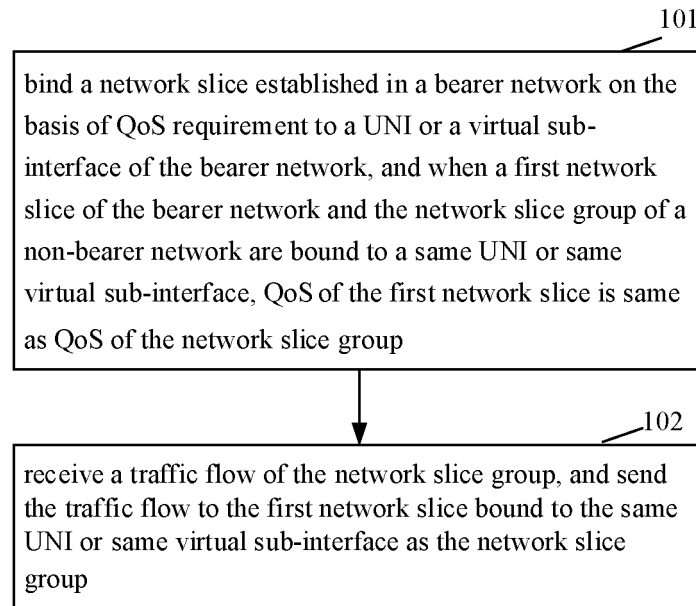 101
bind a network slice established in a bearer network on the
basis of QoS requirement to a UNI or a virtual sub-
interface of the bearer network, and when a first network
slice of the bearer network and the network slice group of a
non-bearer network are bound to a same UNI or same
virtual sub-interface, QoS of the first network slice is same
as QoS of the network slice group
102
receive a traffic flow of the network slice group, and send
the traffic flow to the first network slice bound to the same
UNI or same virtual sub-interface as the network slice
group